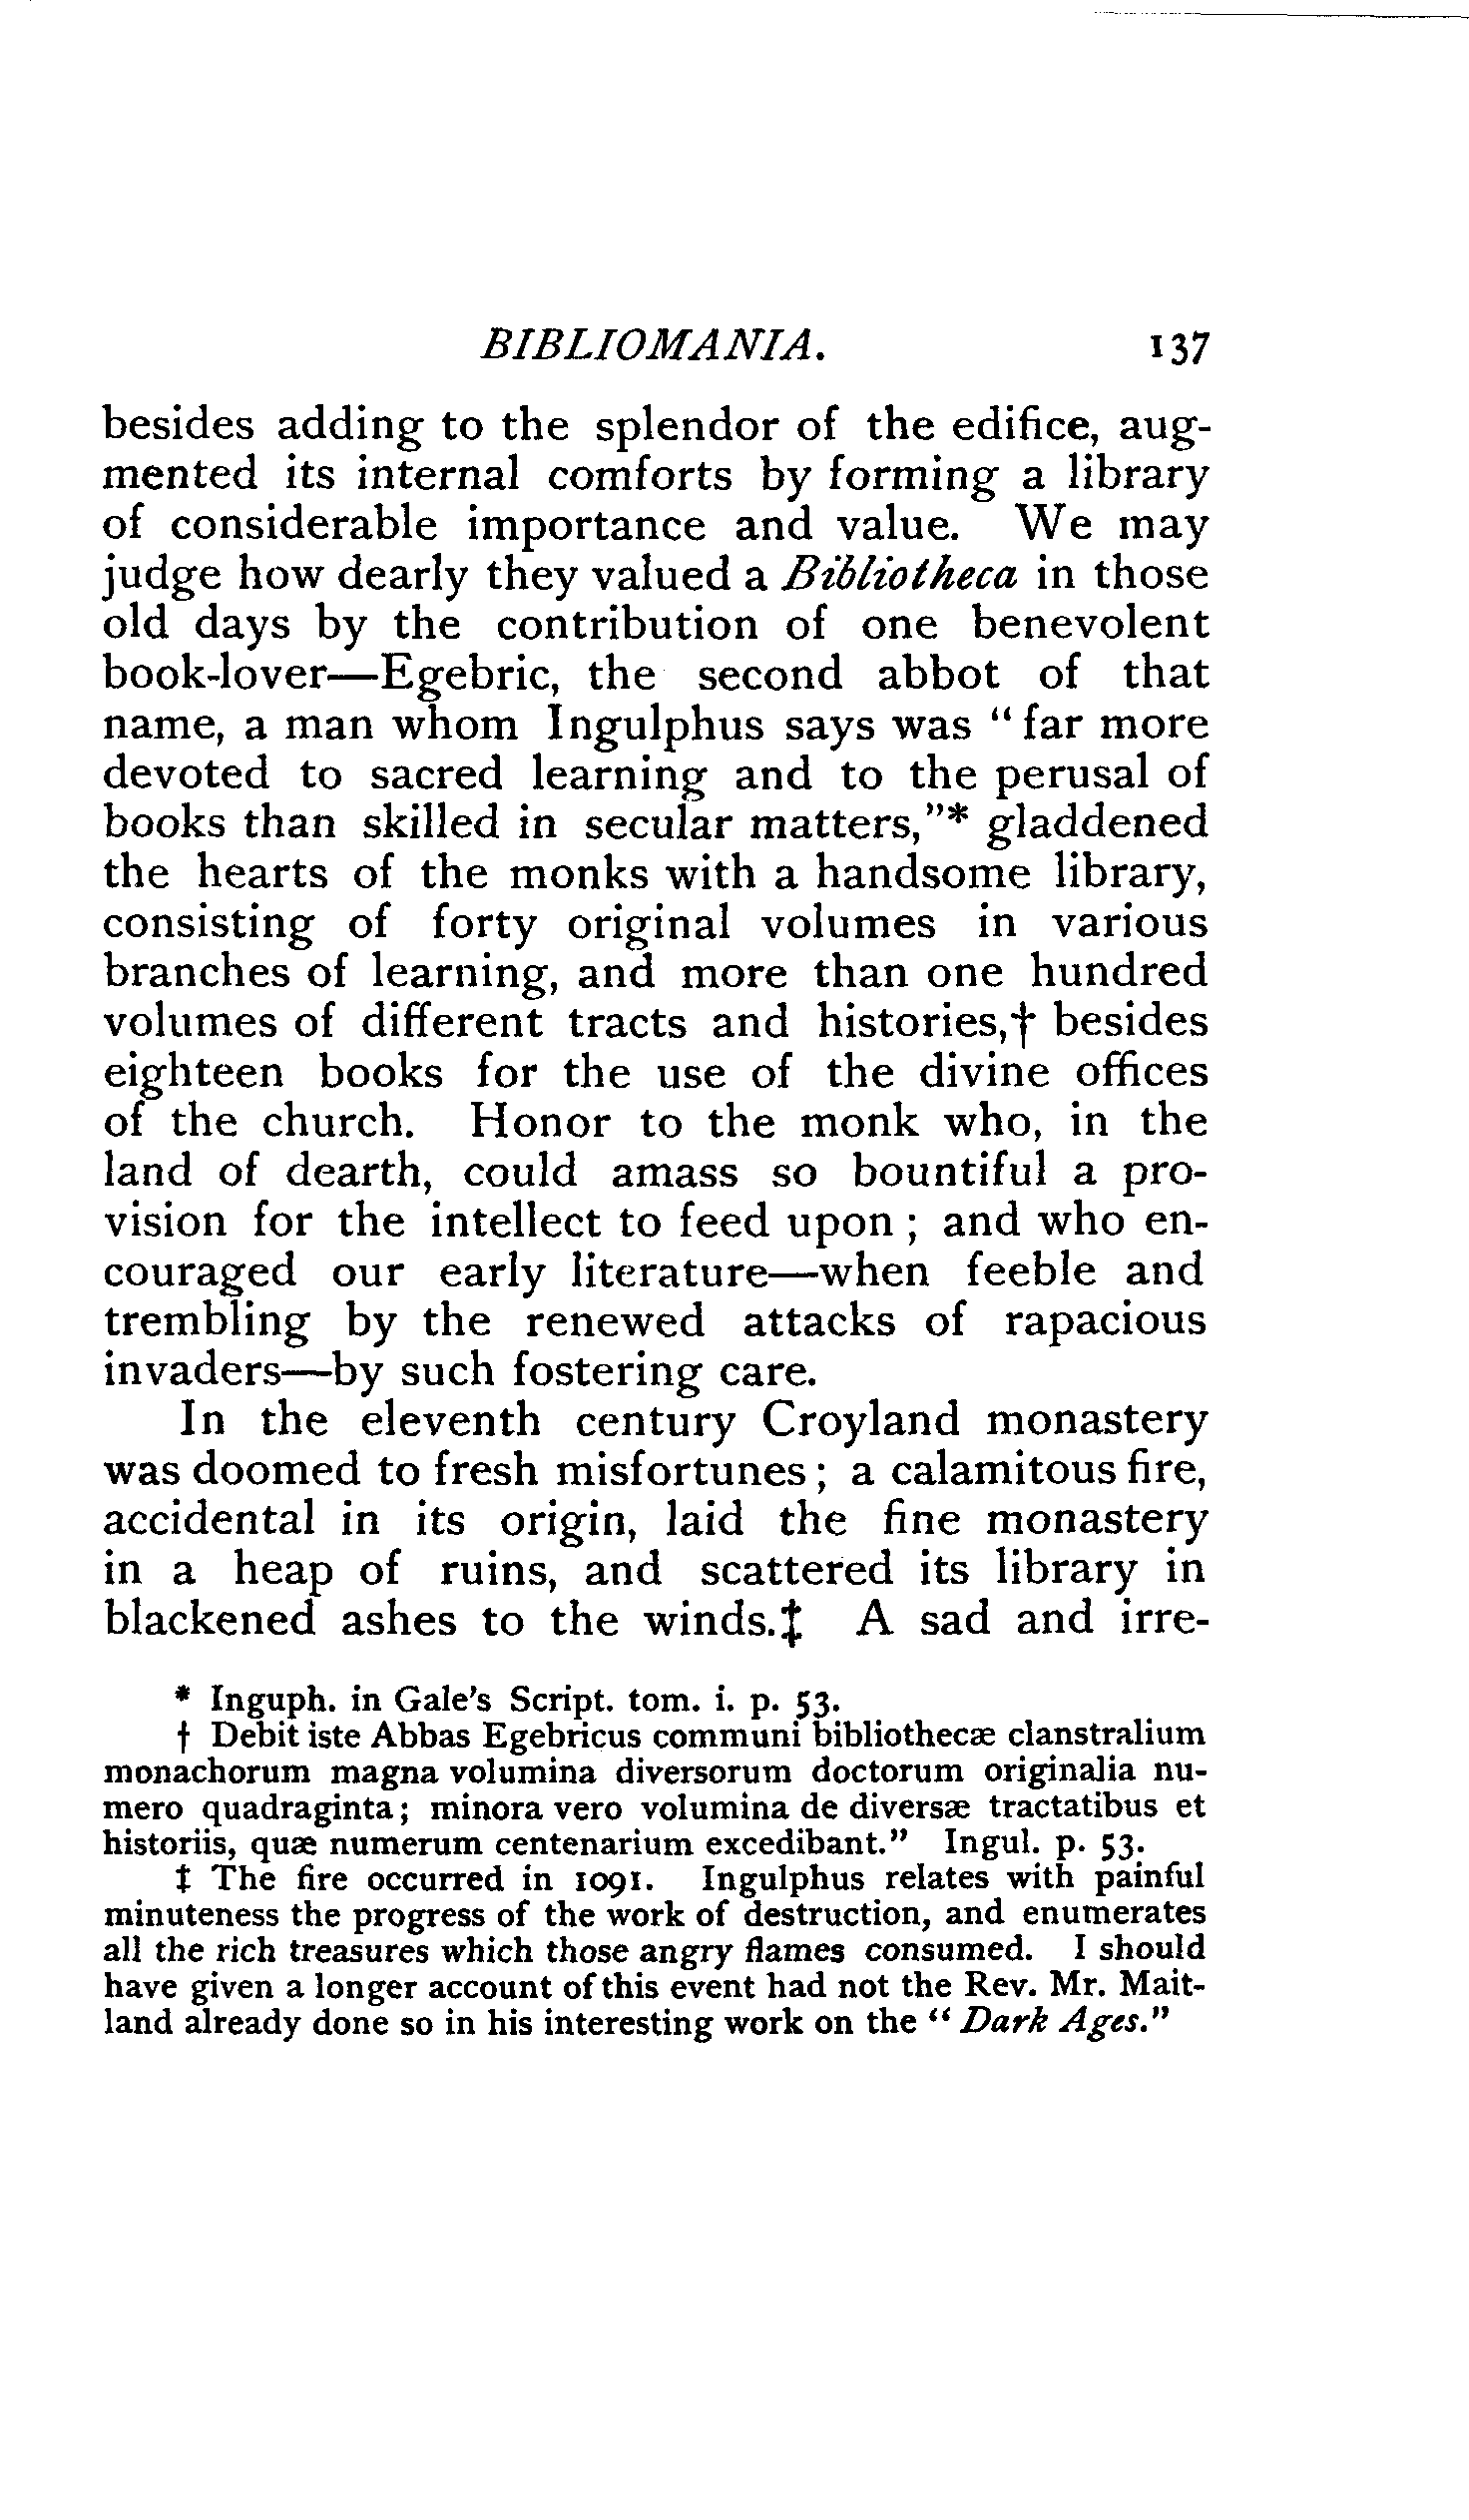 BIBLIOMANIA. 137
besides adding to the splendor of the edifice, aug-
mented its internal comforts by forming a library
of considerable importance and value. We may
judge how dearly they valued a Bibliotheca in those
old days by the contribution of one benevolent
book-lover—Egebric, the second abbot of that
name, a man whom Ingulphus says was “ far more
devoted to sacred learning and to the perusal of
books than skilled in secular matters,”* gladdened
the hearts of the monks with a handsome library,
consisting of forty original volumes in various
branches of learning, and more than one hundred
volumes of different tracts and histories,† besides
eighteen books for the use of the divine offices
of the church. Honor to the monk who, in the
land of dearth, could amass so bountiful a pro-
vision for the intellect to feed upon ; and who en-
couraged our early literature—when feeble and
trembling by the renewed attacks of rapacious
invaders—by such fostering care.
In the eleventh century Croyland monastery
was doomed to fresh misfortunes ; a calamitous fire,
accidental in its origin, laid the fine monastery
in a heap of ruins, and scattered its library in
blackened ashes to the winds.‡ A sad and irre-
* Inguph. in Gale's Script. tom. i. p. 53.
† Debit iste Abbas Egebricus communi bibliothecæ clanstralium
monachorum magna volumina diversorum doctorum originalia nu-
mero quadraginta; minora vero volumina de diversæ tractatibus et
historiis, quæ numerum centenarium excedibant.” Ingul. p. 53.
‡ The fire occurred in 1091. Ingulphus relates with painful
minuteness the progress of the work of destruction, and enumerates
all the rich treasures which those angry flames consumed. I should
have given a longer account of this event had not the Rev. Mr. Mait-
land already done so in his interesting work on the “ Dark Ages.”